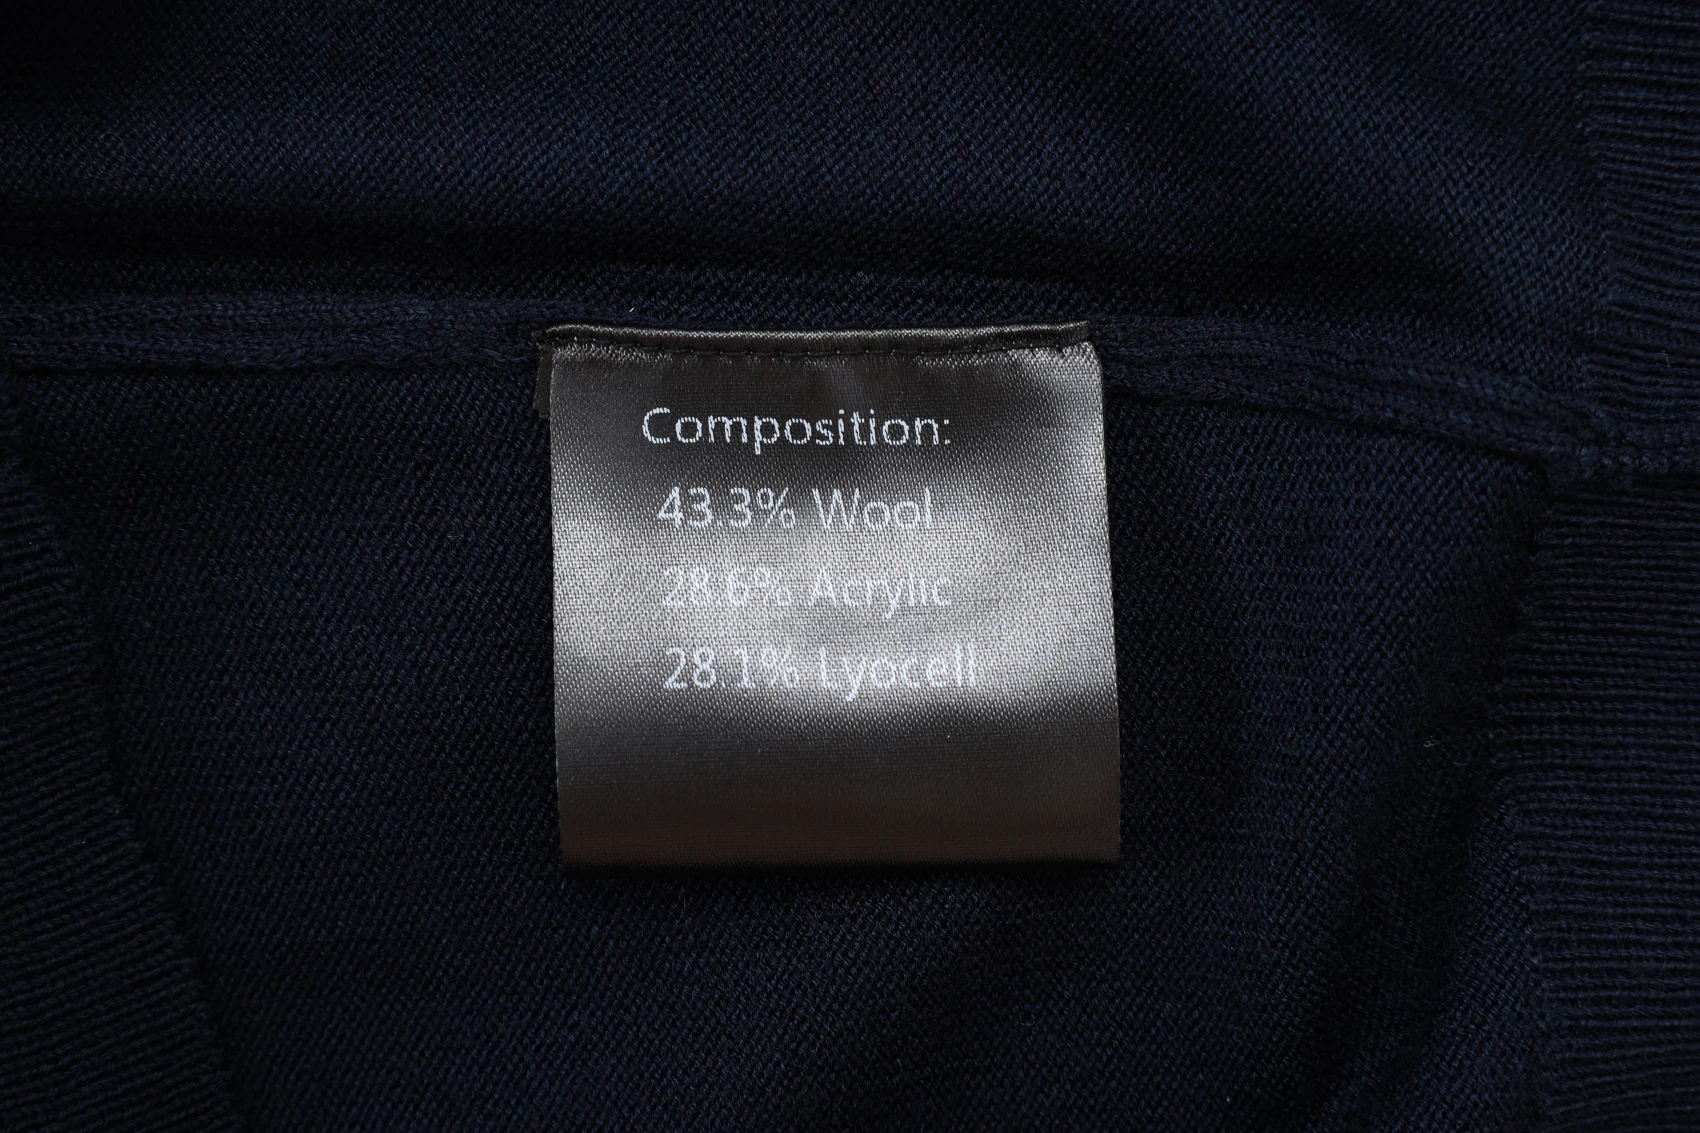 Composition:
43.3% Wool
28.6% Acrylic
28.1% Lyocell